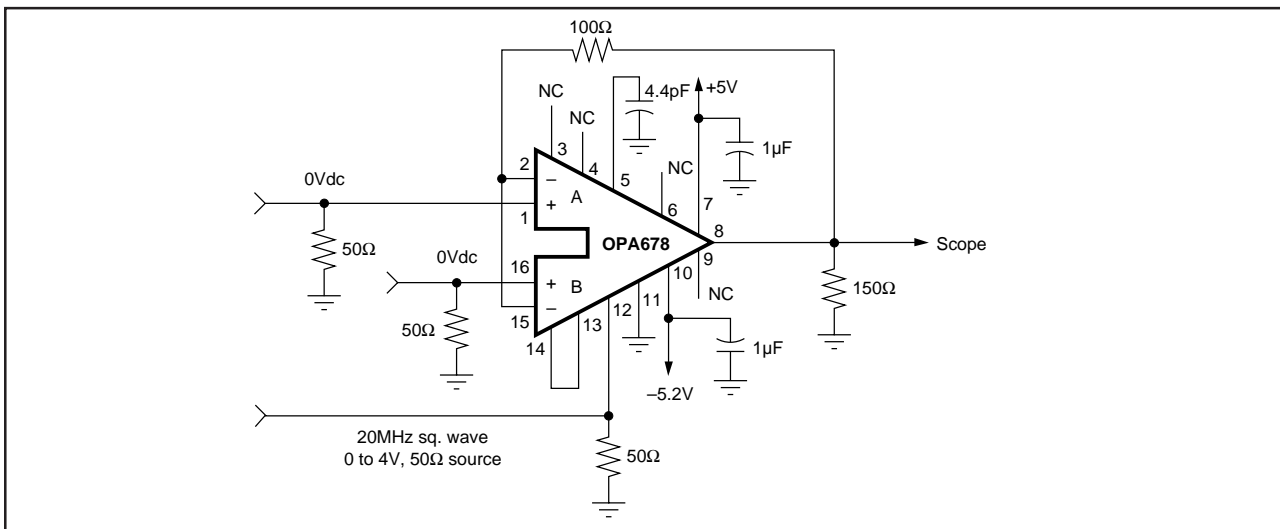 100Ω
NC
4.4pF
+5V
NC
1µF
3
4
5
NC
2
–
A
6
7
0Vdc
+
1
8
Scope
OPA678
50Ω
0Vdc
16
9
10
+
B
NC
150Ω
11
12
–
15
13
50Ω
14
1µF
–5.2V
20MHz sq. wave
0 to 4V, 50Ω source
50Ω